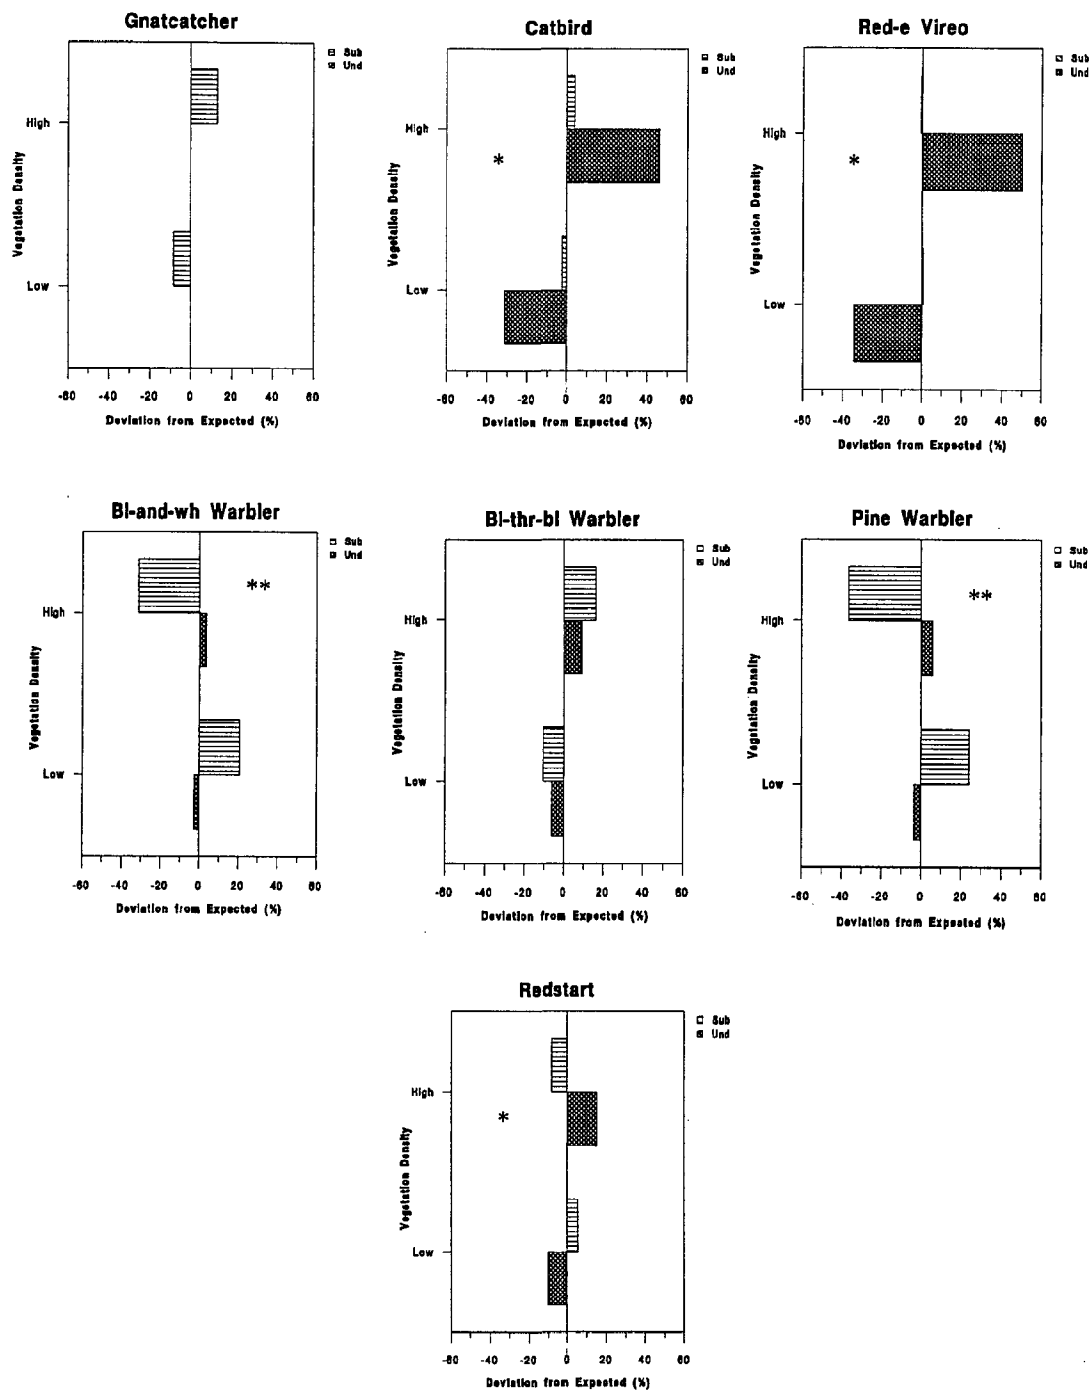 Gnatcatcher
Sub
Und
High
Vegetation Density
Low
-60 -40 -20 0 20 40 60
Deviation from Expected (%)
Catbird
Sub
Und
High
*
Vegetation Density
Low
-60 -40 -20 0 20 40 60
Deviation from Expected (%)
Red-e Vireo
Sub
Und
High
*
Vegetation Density
Low
-60 -40 -20 0 20 40 60
Deviation from Expected (%)
Bl-and-wh Warbler
Sub
Und
**
High
Vegetation Density
Low
-60 -40 -20 0 20 40 60
Deviation from Expected (%)
Bl-thr-bl Warbler
Sub
Und
High
Vegetation Density
Low
-60 -40 -20 0 20 40 60
Deviation from Expected (%)
Pine Warbler
Sub
Und
**
High
Vegetation Density
Low
-60 -40 -20 0 20 40 60
Deviation from Expected (%)
Redstart
Sub
Und
High
*
Vegetation Density
Low
-60 -40 -20 0 20 40 60
Deviation from Expected (%)